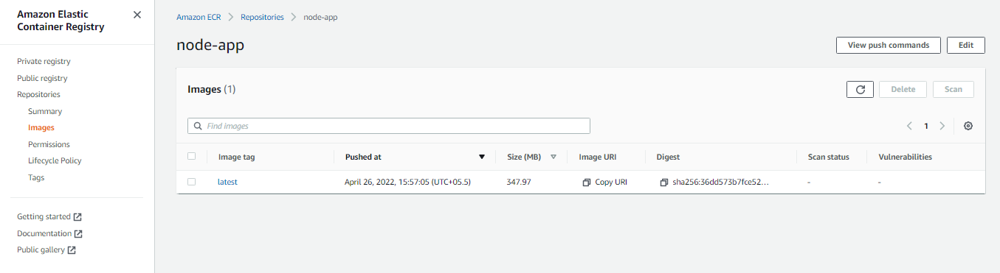 Amazon Elastic
Container Registry
Private registry
Public registry
Repositories
Summary
Images
Permissions
Lifecycle Policy
Tags
Getting started
Documentation
Public gallery
Amazon ECR > Repositories > node-app
node-app
View push commands Edit
Images (1)
Delete Scan
Find images
1
Image tag Pushed at Size (MB) Image URI Digest Scan status Vulnerabilities
latest April 26, 2022, 15:57:05 (UTC+05.5) 347.97 Copy URI sha256:36dd573b7fce52... - -